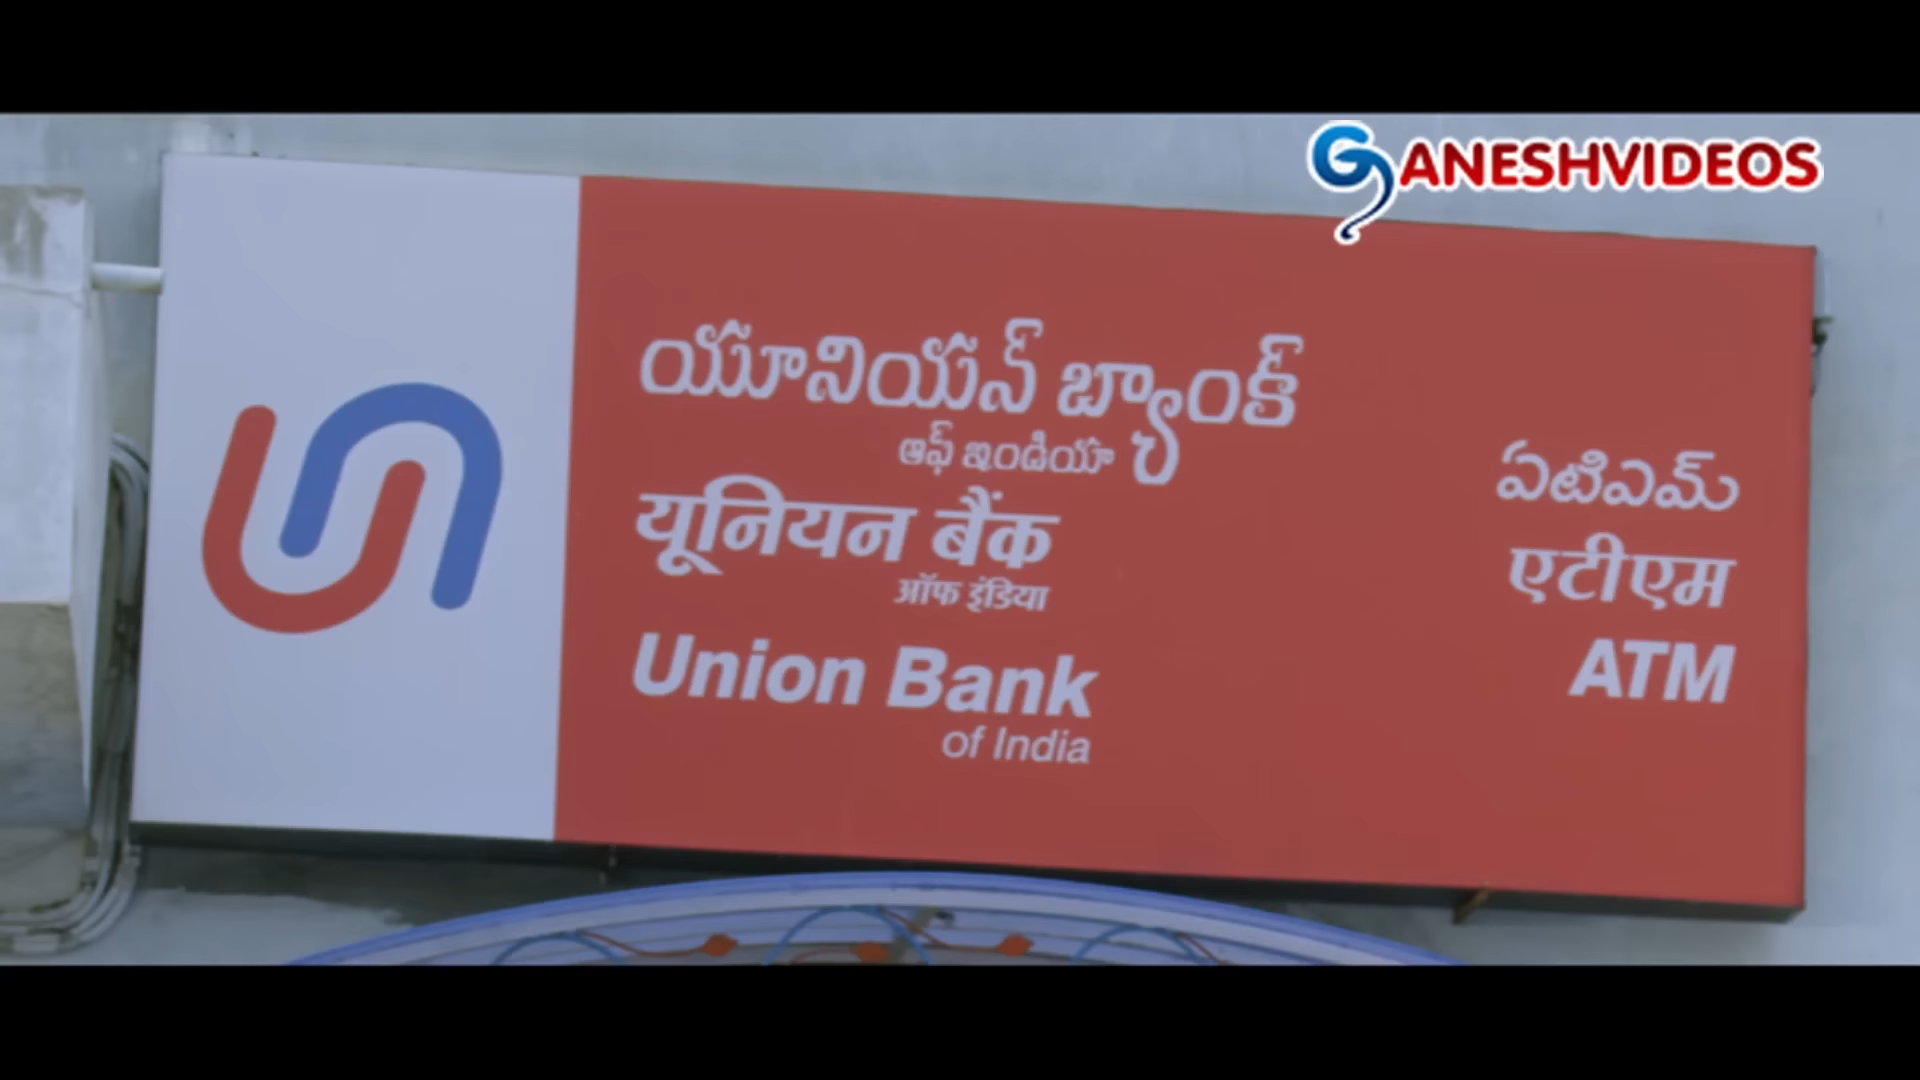 GANESHVIDEOS
యూనియన్ బ్యాంక్
ఆఫ్ ఇండియా
यूनियन बैंक
ऑफ इंडिया
Union Bank
of India
ఏటిఎమ్
एटीएम
ATM